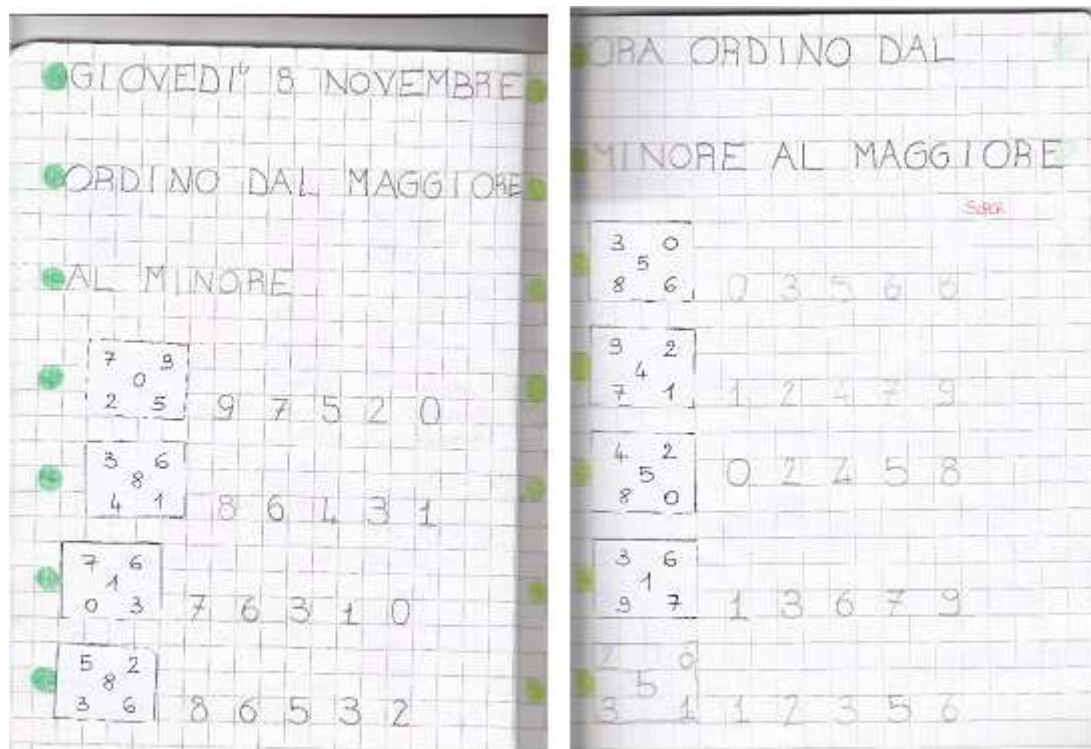 GIOVEDI' 8 NOVEMBRE
ORDINO DAL MAGGIORE
AL MINORE
7 9
0
2 5
9 7 5 2 0
3 6
8
4 1
8 6 4 3 1
7 6
1
0 3
7 6 3 1 0
5 2
8
3 6
8 6 5 3 2
ORA ORDINO DAL
MINORE AL MAGGIORE
3 0
5
8 6
0 3 5 6 8
9 2
4
7 1
1 2 4 7 9
4 2
5
8 0
0 2 4 5 8
3 6
1
9 7
1 3 6 7 9
2 6
5
3 1
1 2 3 5 6